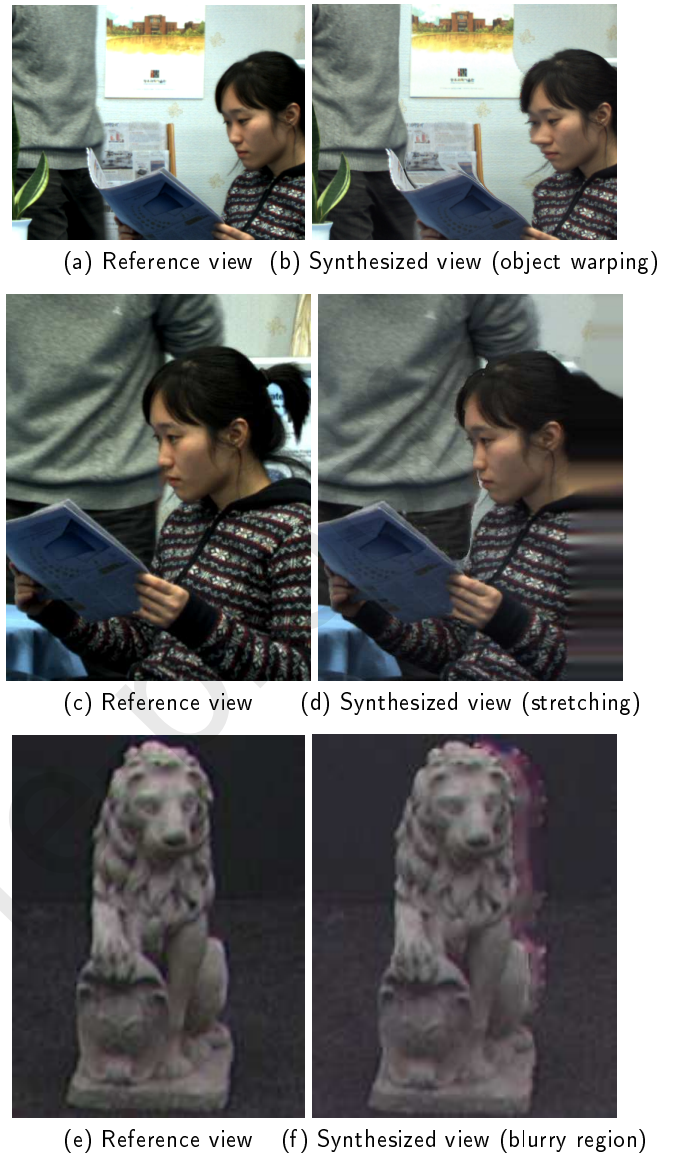 (a) Reference view (b) Synthesized view (object warping)
(c) Reference view (d) Synthesized view (stretching)
(e) Reference view (f) Synthesized view (blurry region)